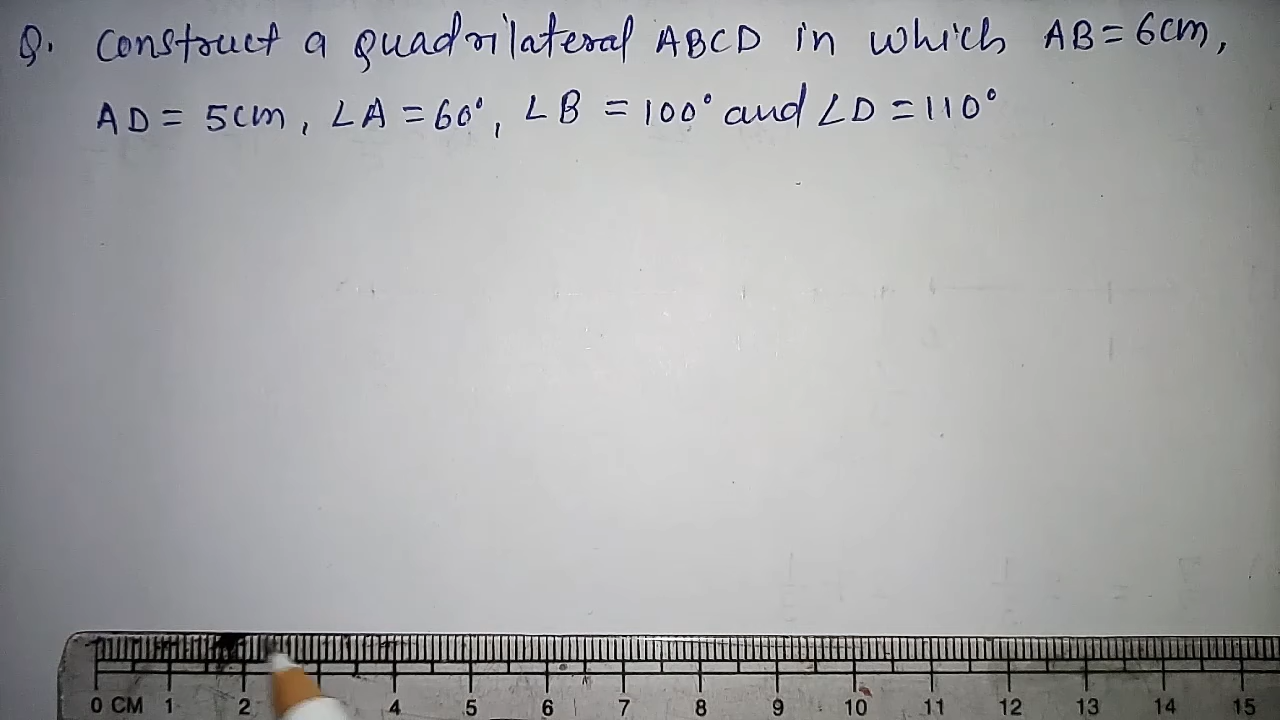 Q. Construct a quadrilateral ABCD in which AB = 6cm,
AD = 5cm, ∠A = 60°, ∠B = 100° and ∠D = 110°
0 CM 1 2 4 5 6 7 8 9 10 11 12 13 14 15